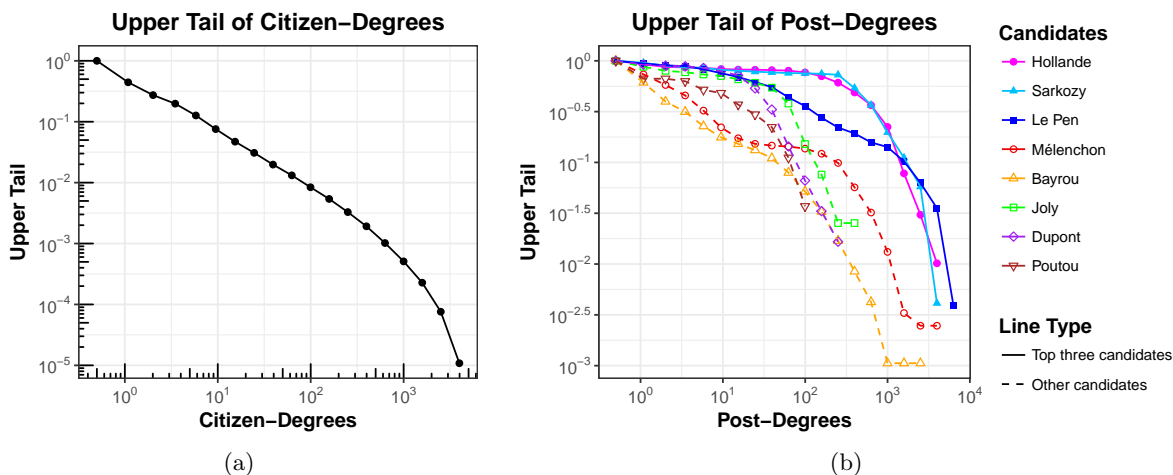 Upper Tail of Citizen−Degrees
Upper Tail
10^0
10^−1
10^−2
10^−3
10^−4
10^−5
10^0
10^1
10^2
10^3
Citizen−Degrees
(a)
Upper Tail of Post−Degrees
Upper Tail
10^0
10^−0.5
10^−1
10^−1.5
10^−2
10^−2.5
10^−3
10^0
10^1
10^2
10^3
10^4
Post−Degrees
(b)
Candidates
Hollande
Sarkozy
Le Pen
Mélenchon
Bayrou
Joly
Dupont
Poutou
Line Type
Top three candidates
Other candidates